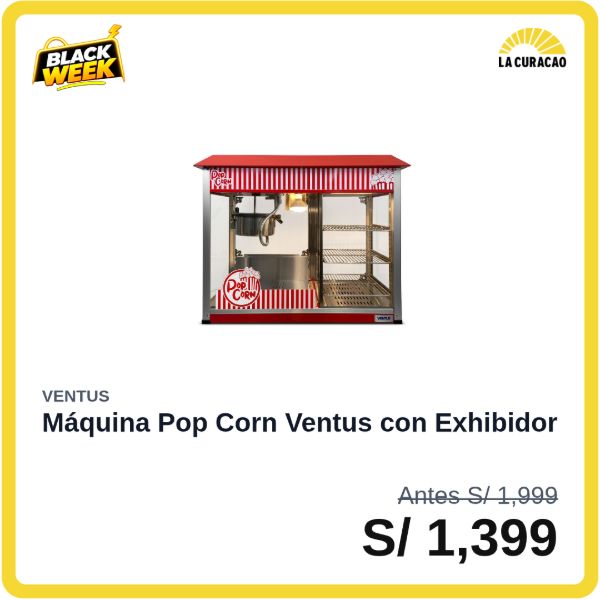 BLACK
WEEK
LA CURACAO
POP
CORN
POP
CORN
VENTUS
VENTUS
Máquina Pop Corn Ventus con Exhibidor
Antes S/ 1,999
S/ 1,399